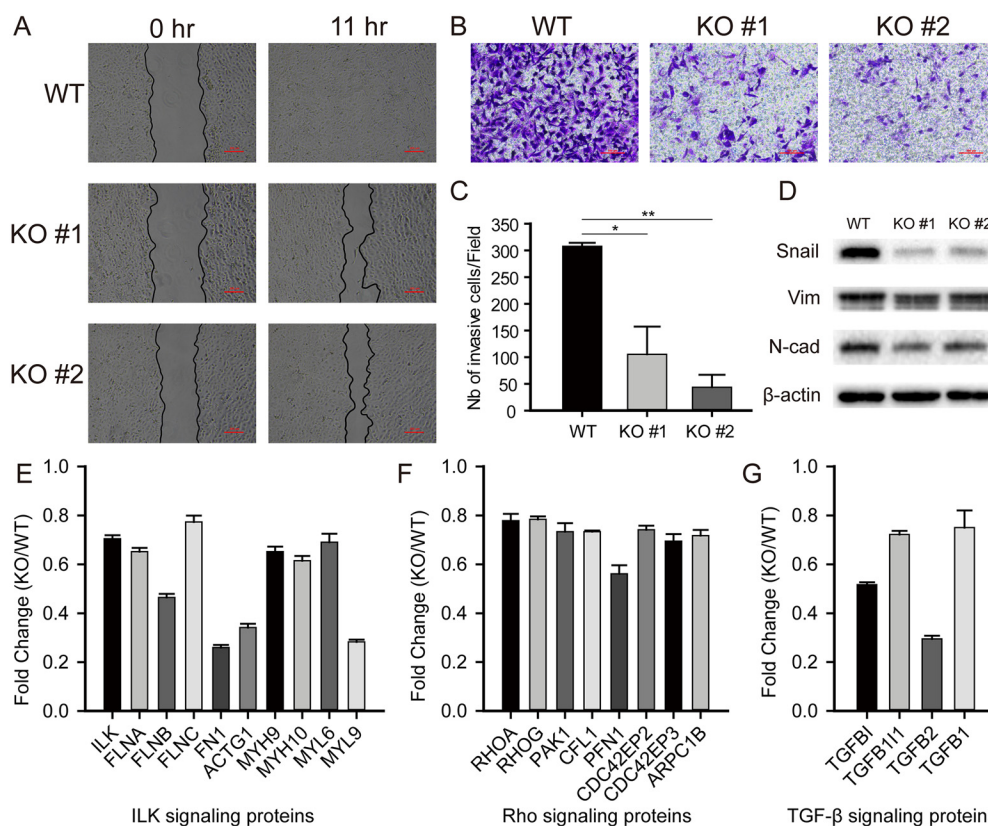 A
0 hr
11 hr
WT
KO #1
KO #2
B
WT
KO #1
KO #2
C
Nb of invasive cells/Field
350
300
250
200
150
100
50
0
*
**
WT
KO #1
KO #2
D
WT
KO #1
KO #2
Snail
Vim
N-cad
β-actin
E
Fold Change (KO/WT)
1.0
0.8
0.6
0.4
0.2
0.0
ILK
FLNA
FLNB
FLNC
FN1
ACTG1
MYH9
MYH10
MYL6
MYL9
ILK signaling proteins
F
Fold Change (KO/WT)
1.0
0.8
0.6
0.4
0.2
0.0
RHOA
RHOG
PAK1
CFL1
PFN1
CDC42EP2
CDC42EP3
ARPC1B
Rho signaling proteins
G
Fold Change (KO/WT)
1.0
0.8
0.6
0.4
0.2
0.0
TGFBI
TGFB1I1
TGFB2
TGFB1
TGF-β signaling protein